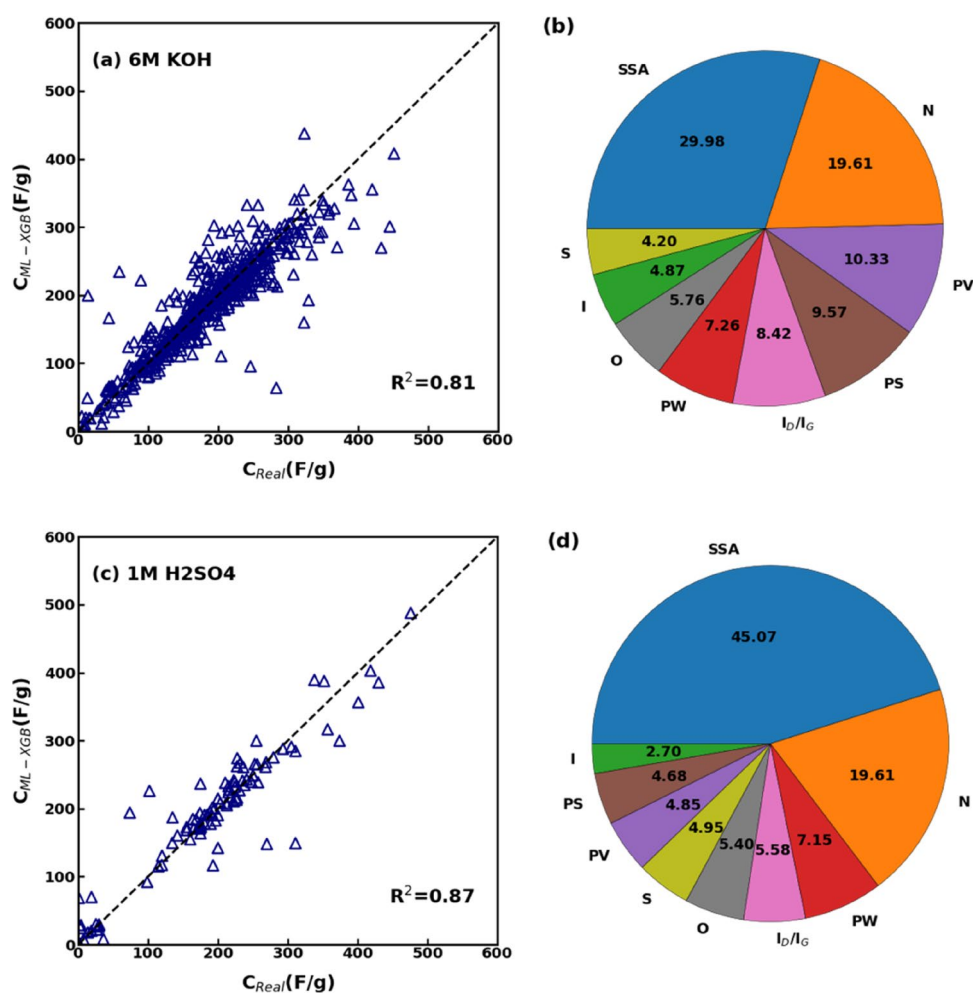 (a) 6M KOH
600
500
400
300
200
100
0
C_ML−XGB(F/g)
R²=0.81
0 100 200 300 400 500 600
C_Real(F/g)
(b)
SSA
29.98
N
19.61
PV
10.33
PS
9.57
I_D/I_G
8.42
PW
7.26
O
5.76
I
4.87
S
4.20
(c) 1M H2SO4
600
500
400
300
200
100
0
C_ML−XGB(F/g)
R²=0.87
0 100 200 300 400 500 600
C_Real(F/g)
(d)
SSA
45.07
N
19.61
PW
7.15
I_D/I_G
5.58
O
5.40
S
4.95
PV
4.85
PS
4.68
I
2.70